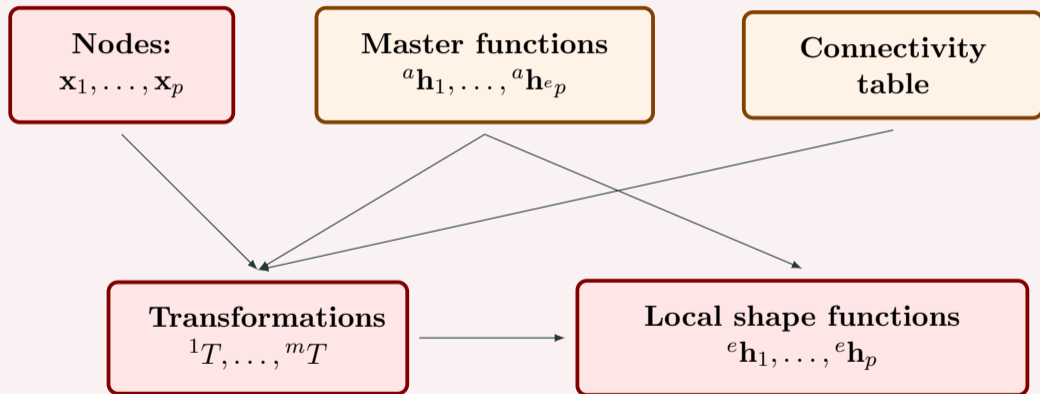 Nodes:
𝐱₁, …, 𝐱ₚ
Master functions
ᵃ𝐡₁, …, ᵃ𝐡ᵉₚ
Connectivity
table
Transformations
¹T, …, ᵐT
Local shape functions
ᵉ𝐡₁, …, ᵉ𝐡ₚ